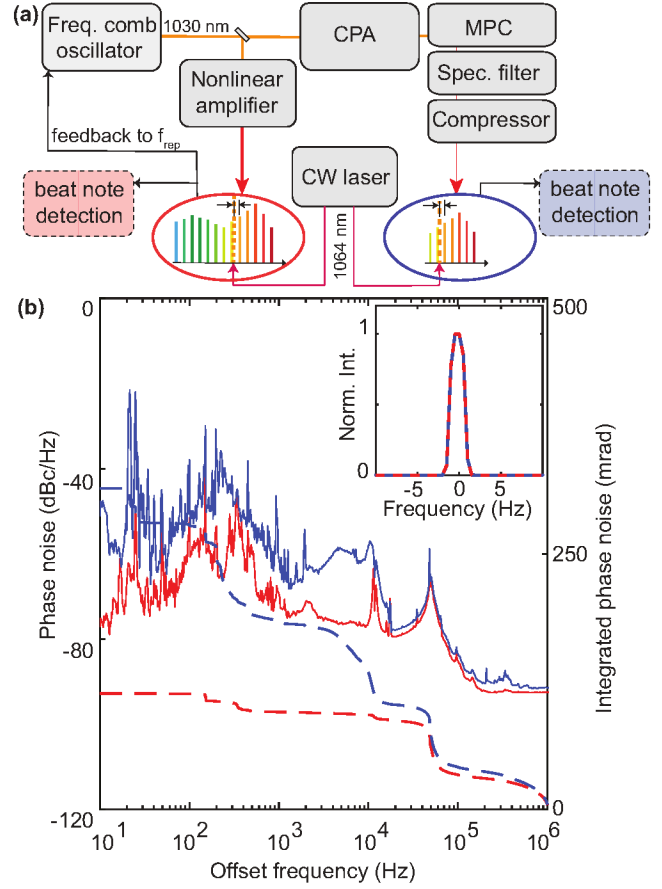 (a)
Freq. comb
oscillator
1030 nm
CPA
MPC
Spec. filter
Compressor
Nonlinear
amplifier
feedback to f_rep
CW laser
beat note
detection
beat note
detection
1064 nm
(b)
0
-40
-80
-120
Phase noise (dBc/Hz)
500
250
0
Integrated phase noise (mrad)
1
0
Norm. Int.
-5 0 5
Frequency (Hz)
10^1 10^2 10^3 10^4 10^5 10^6
Offset frequency (Hz)